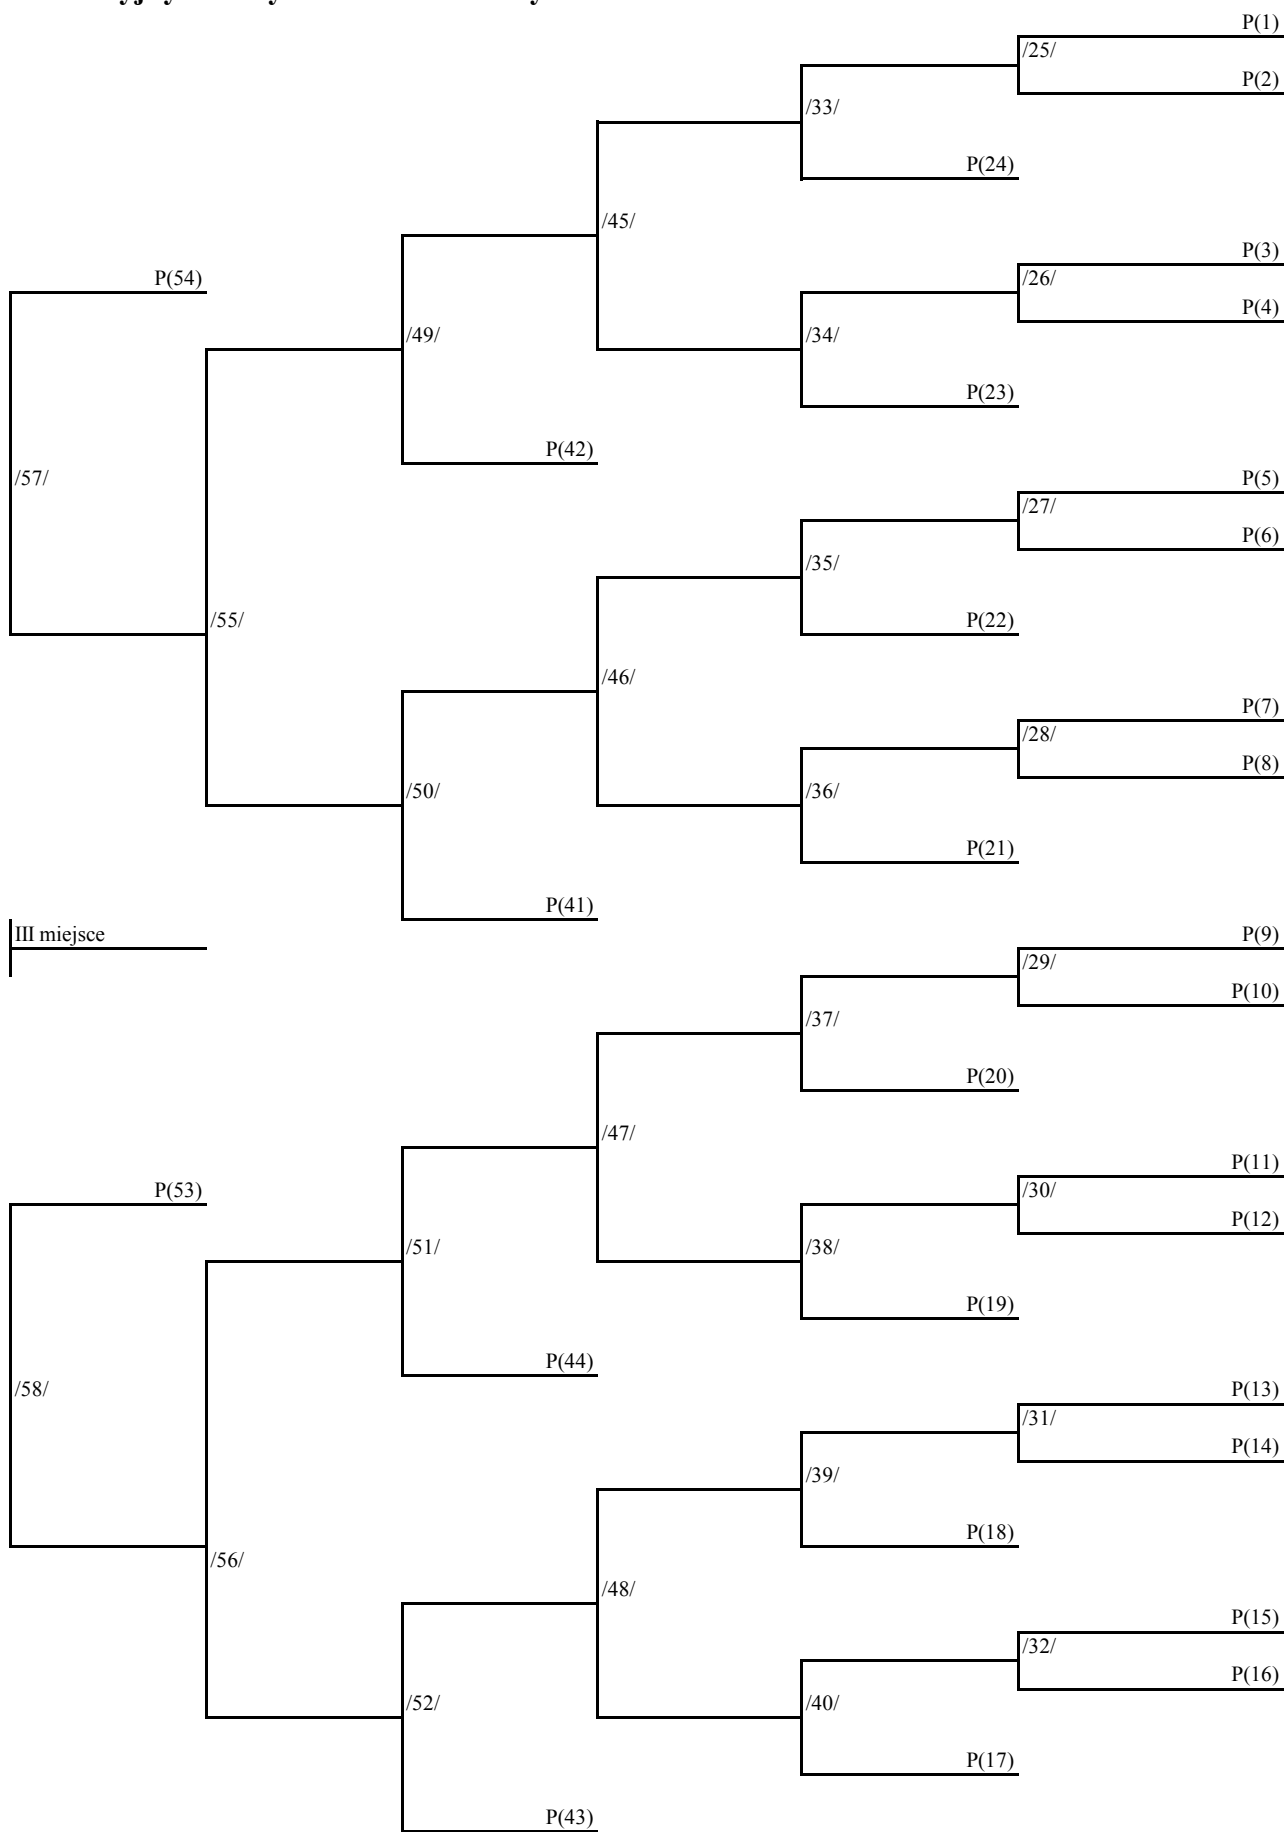 P(1)
/25/
P(2)
/33/
P(24)
/45/
P(3)
/26/
P(54)
P(4)
/49/
/34/
P(23)
P(42)
/57/
P(5)
/27/
P(6)
/35/
/55/
P(22)
/46/
P(7)
/28/
P(8)
/50/
/36/
P(21)
P(41)
III miejsce
P(9)
/29/
P(10)
/37/
P(20)
/47/
P(11)
P(53)
/30/
P(12)
/51/
/38/
P(19)
P(44)
/58/
P(13)
/31/
P(14)
/39/
P(18)
/56/
/48/
P(15)
/32/
P(16)
/52/
/40/
P(17)
P(43)